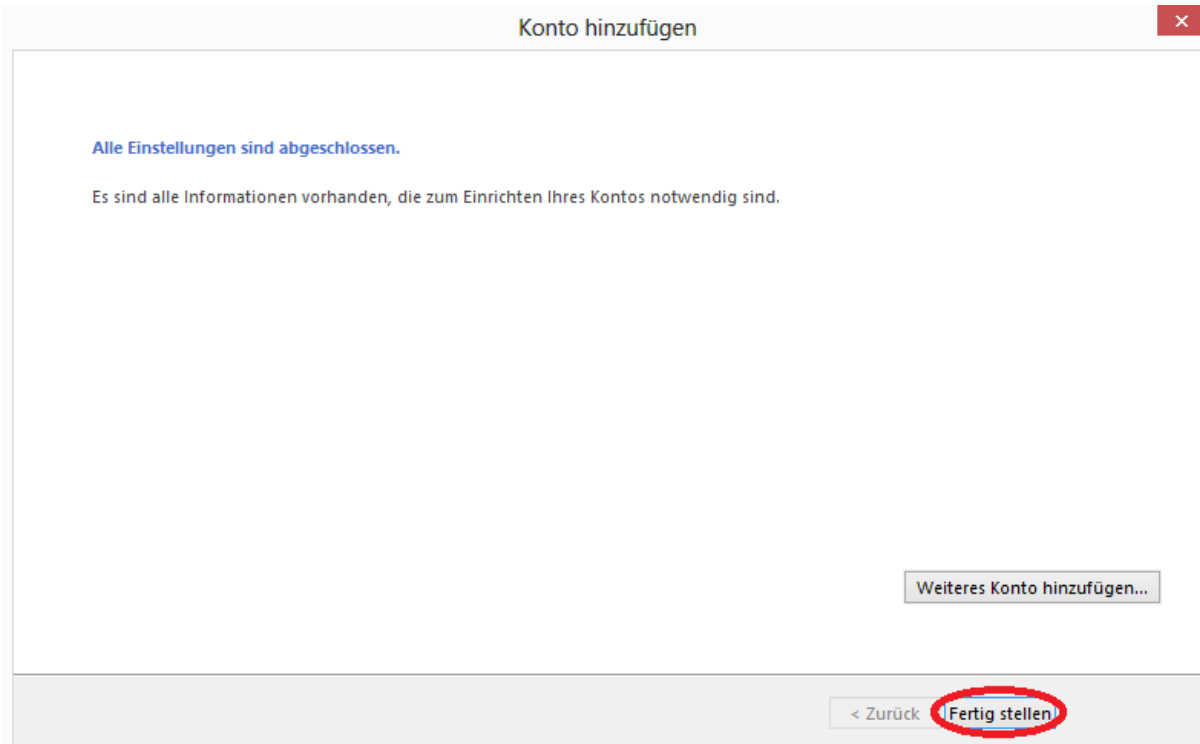 Konto hinzufügen
Alle Einstellungen sind abgeschlossen.
Es sind alle Informationen vorhanden, die zum Einrichten Ihres Kontos notwendig sind.
Weiteres Konto hinzufügen...
< Zurück Fertig stellen